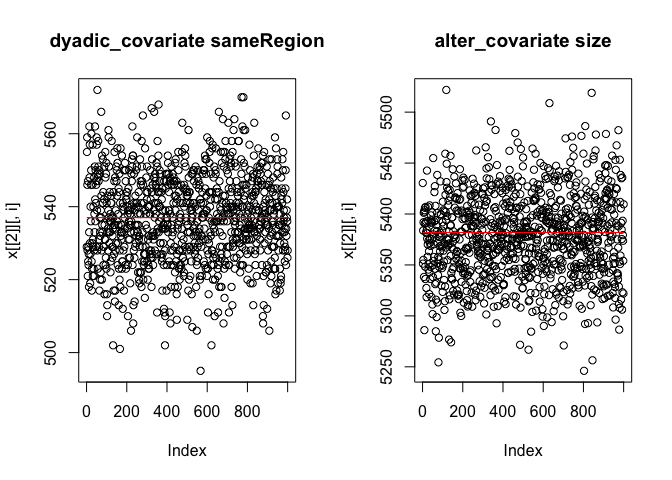 dyadic_covariate sameRegion
x[[2]][, i]
560
540
520
500
0 200 400 600 800
Index
alter_covariate size
x[[2]][, i]
5500
5450
5400
5350
5300
5250
0 200 400 600 800
Index